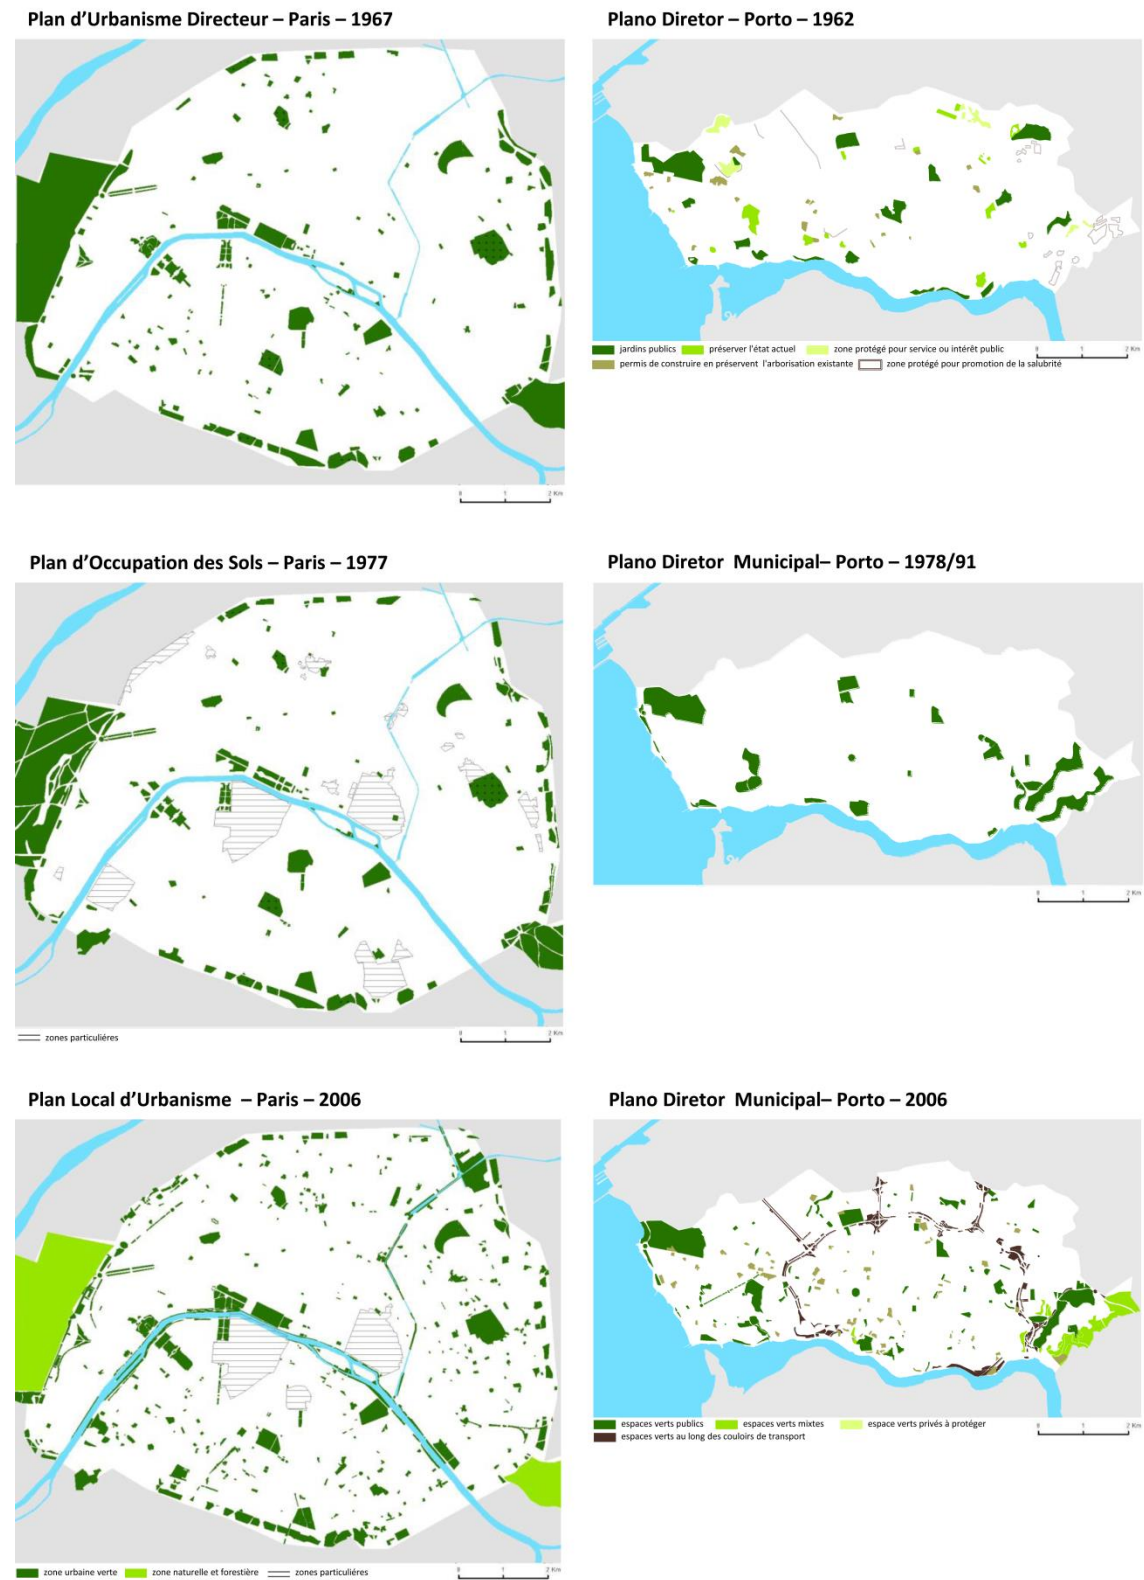 Plan d'Urbanisme Directeur – Paris – 1967
Plano Diretor – Porto – 1962
0 1 2 Km
jardins publics préserver l'état actuel zone protégé pour service ou intérêt public
permis de construire en préservent l'arborisation existante zone protégé pour promotion de la salubrité
0 1 2 Km
Plan d'Occupation des Sols – Paris – 1977
Plano Diretor Municipal– Porto – 1978/91
0 1 2 Km
zones particuliéres
0 1 2 Km
Plan Local d'Urbanisme – Paris – 2006
Plano Diretor Municipal– Porto – 2006
espaces verts publics espaces verts mixtes espace verts privés à protéger
espaces verts au long des couloirs de transport
0 1 2 Km
zone urbaine verte zone naturelle et forestière zones particuliéres
0 1 2 Km